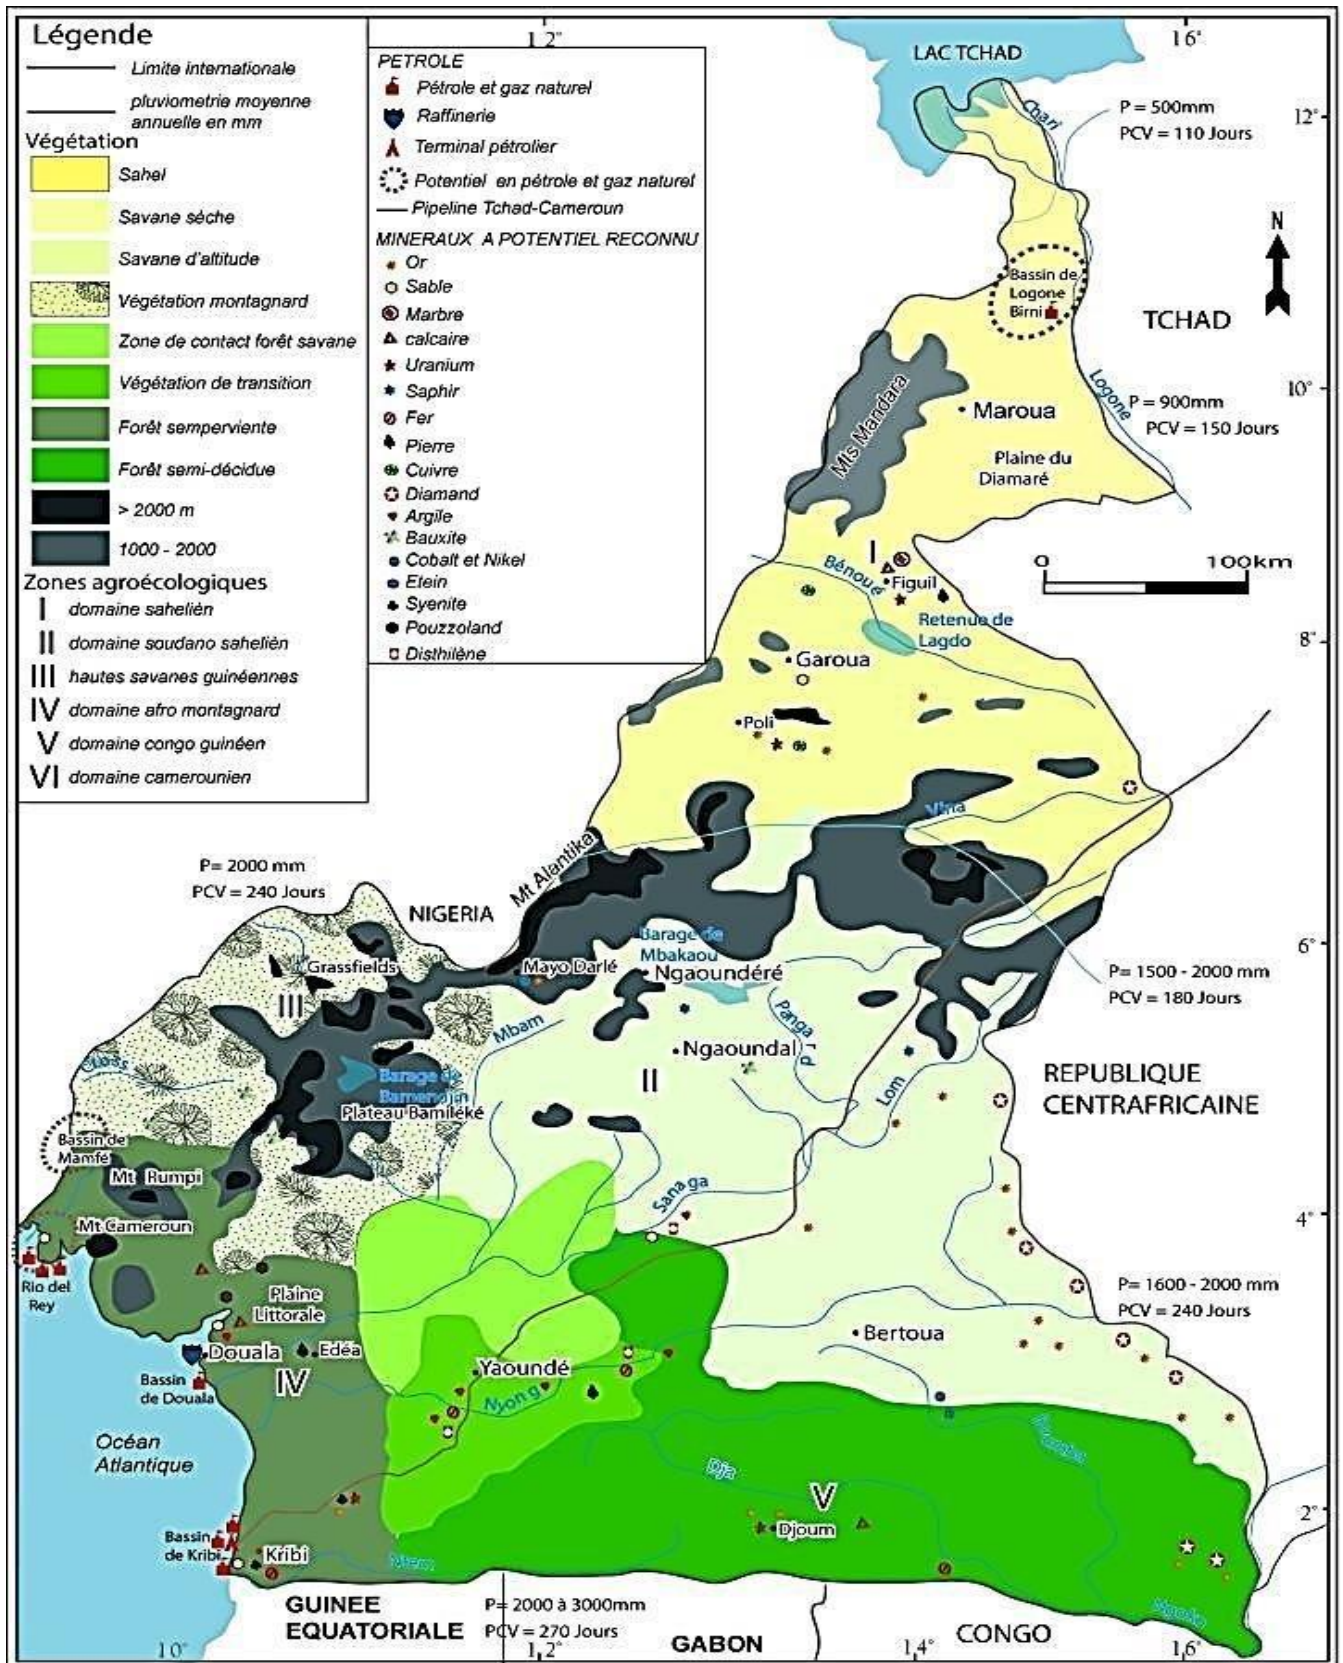 Légende
Limite internationale
pluviometrie moyenne
annuelle en mm
Végétation
Sahel
Savane séche
Savane d'altitude
Végétation montagnard
Zone de contact forêt savane
Végétation de transition
Forêt semperviente
Forêt semi-décidue
> 2000 m
1000 - 2000
Zones agroécologiques
I domaine sahelièn
II domaine soudano sahelièn
III hautes savanes guinéennes
IV domaine afro montagnard
V domaine congo guinéen
VI domaine camerounien
PETROLE
Pétrole et gaz naturel
Raffinerie
Terminal pétrolier
Potentiel en pétrole et gaz naturel
Pipeline Tchad-Cameroun
MINERAUX A POTENTIEL RECONNU
Or
Sable
Marbre
calcaire
Uranium
Saphir
Fer
Pierre
Cuivre
Diamand
Argile
Bauxite
Cobalt et Nikel
Etein
Syenite
Pouzzoland
Disthilène
12°
16°
LAC TCHAD
Chari
P = 500mm
PCV = 110 Jours
12°
N
Bassin de
Logone
Birni
TCHAD
Logone
10°
P = 900mm
PCV = 150 Jours
Mts Mandara
Maroua
Plaine du
Diamaré
0 100km
I
Bénoué
Figuil
Retenue de
Lagdo
8°
Garoua
Poli
Vina
Mt Alantika
P= 2000 mm
PCV = 240 Jours
NIGERIA
6°
Barage de
Mbakaou
Grassfields
Mayo Darlé
Ngaoundéré
P= 1500 - 2000 mm
PCV = 180 Jours
III
Mbam
Panga
r
d
Ngaoundal
Cross
II
Lom
Barage de
Bamendjin
Plateau Bamiléké
REPUBLIQUE
CENTRAFRICAINE
Bassin de
Mamfé
Mt Rumpi
Sanaga
Mt Cameroun
4°
Rio del
Rey
Plaine
Littorale
P= 1600 - 2000 mm
PCV = 240 Jours
Bertoua
Douala
Edéa
Yaoundé
IV
Bassin
de Douala
Nyong
Océan
Atlantique
Dja
V
2°
Djoum
Bassin
de Kribi
Kribi
Ntem
Ngoko
GUINEE
EQUATORIALE
P= 2000 à 3000mm
PCV = 270 Jours
GABON
CONGO
10°
1,2°
1,4°
1,6°